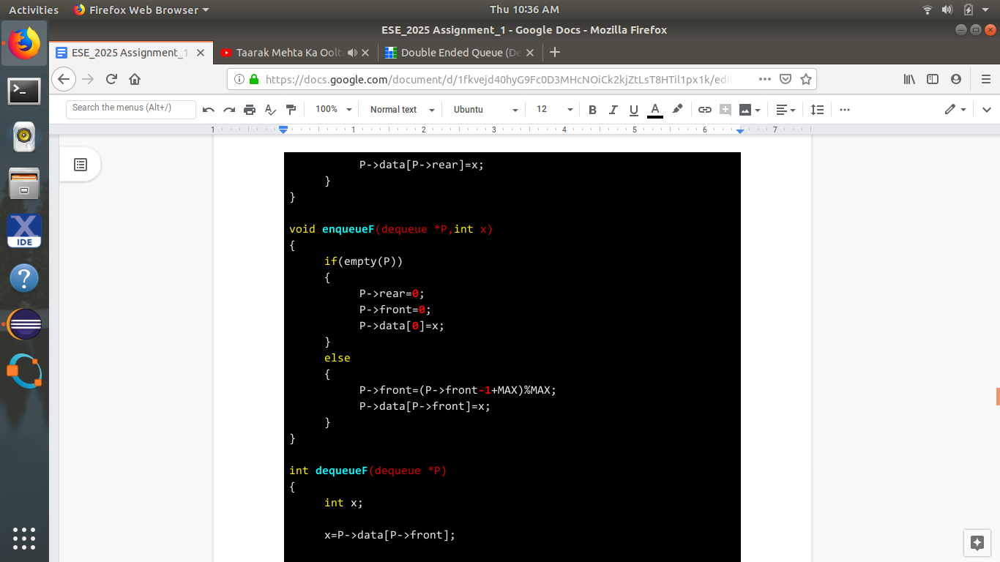 Activities Firefox Web Browser Thu 10:36 AM
ESE_2025 Assignment_1 - Google Docs - Mozilla Firefox
ESE_2025 Assignment_1 - Taarak Mehta Ka Oolt Double Ended Queue (De
https://docs.google.com/document/d/1fkvejd40hyG9Fc0D3MHcNOiCk2kjZtLsT8HTil1px1k/edi
Search the menus (Alt+/) 100% Normal text Ubuntu 12 B I U A
1 1 2 3 4 5 6 7
P->data[P->rear]=x;
}
}
void enqueueF(dequeue *P,int x)
{
if(empty(P))
{
P->rear=0;
P->front=0;
P->data[0]=x;
}
else
{
P->front=(P->front-1+MAX)%MAX;
P->data[P->front]=x;
}
}
int dequeueF(dequeue *P)
{
int x;
x=P->data[P->front];
X
IDE
?